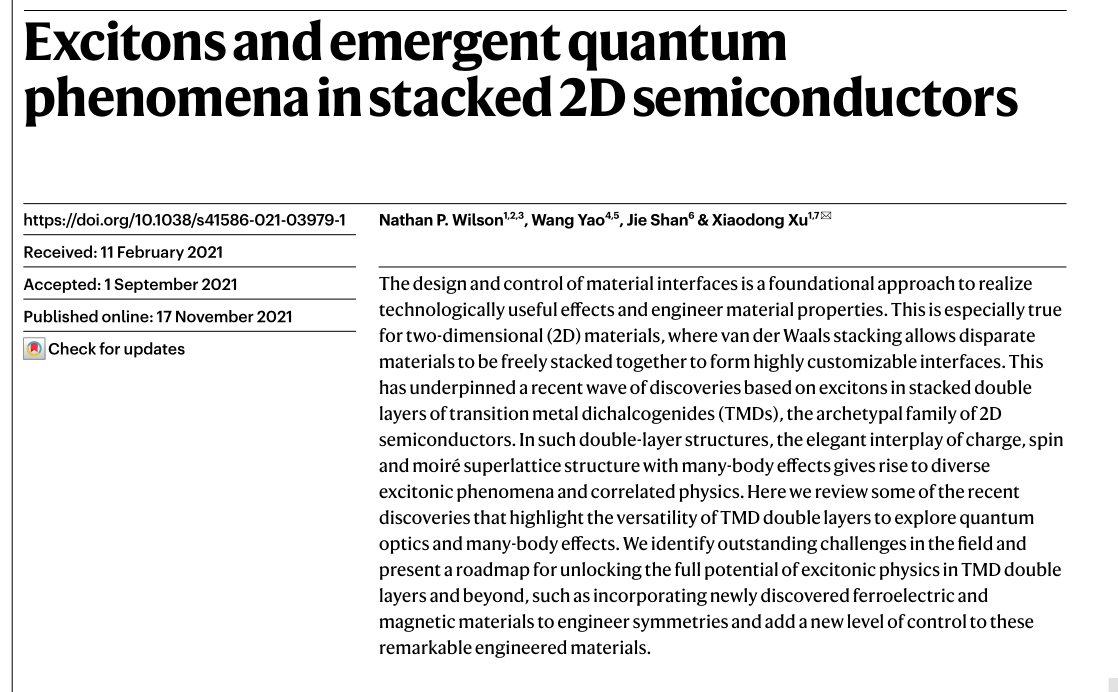 Excitons and emergent quantum
phenomena in stacked 2D semiconductors
https://doi.org/10.1038/s41586-021-03979-1
Received: 11 February 2021
Accepted: 1 September 2021
Published online: 17 November 2021
Check for updates
Nathan P. Wilson1,2,3, Wang Yao4,5, Jie Shan6 & Xiaodong Xu1,7✉
The design and control of material interfaces is a foundational approach to realize
technologically useful effects and engineer material properties. This is especially true
for two-dimensional (2D) materials, where van der Waals stacking allows disparate
materials to be freely stacked together to form highly customizable interfaces. This
has underpinned a recent wave of discoveries based on excitons in stacked double
layers of transition metal dichalcogenides (TMDs), the archetypal family of 2D
semiconductors. In such double-layer structures, the elegant interplay of charge, spin
and moiré superlattice structure with many-body effects gives rise to diverse
excitonic phenomena and correlated physics. Here we review some of the recent
discoveries that highlight the versatility of TMD double layers to explore quantum
optics and many-body effects. We identify outstanding challenges in the field and
present a roadmap for unlocking the full potential of excitonic physics in TMD double
layers and beyond, such as incorporating newly discovered ferroelectric and
magnetic materials to engineer symmetries and add a new level of control to these
remarkable engineered materials.